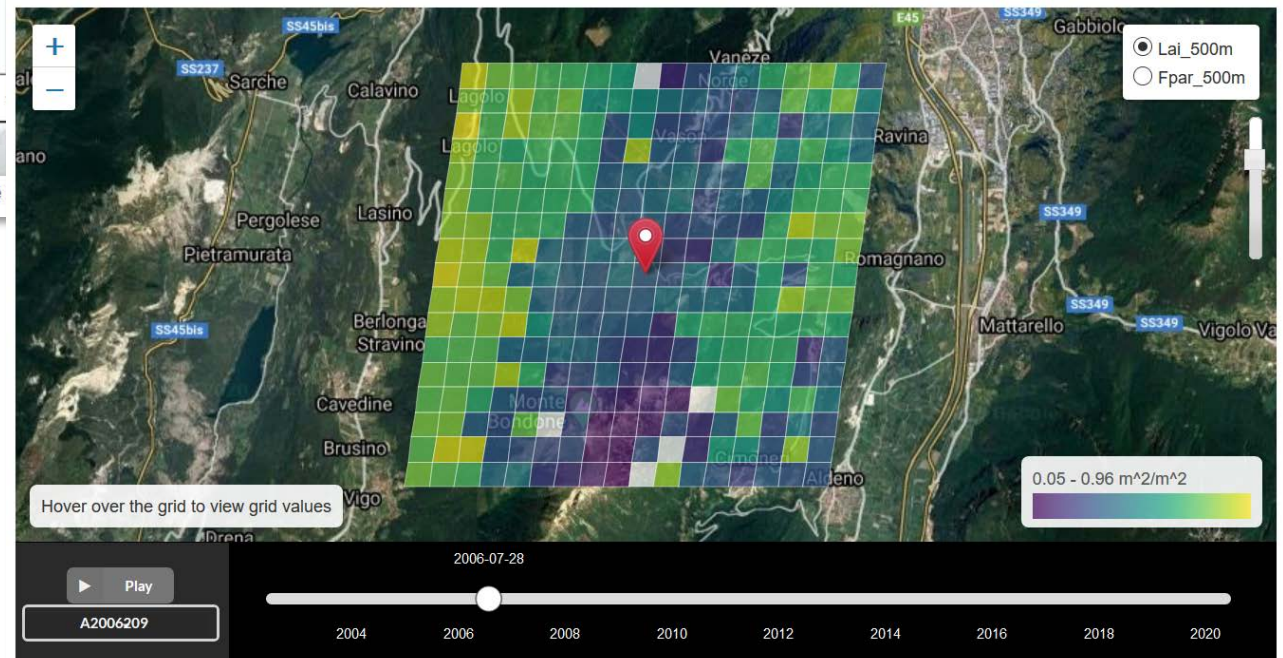 +
−
SS45bis
SS237
Sarche
Calavino
Lagolo
Lagolo
ano
Pergolese
Lasino
Pietramurata
Berlonga
Stravino
SS45bis
Cavedine
Brusino
Vigo
Drena
Vaneze
Norge
Vason
Monte
Bondone
Cimoneri
Aldeno
E45
SS349
Gabbiolo
Lai_500m
Fpar_500m
Ravina
SS349
Romagnano
SS349
SS349
Mattarello
Vigolo Va
Hover over the grid to view grid values
0.05 - 0.96 m^2/m^2
2006-07-28
Play
A2006209
2004 2006 2008 2010 2012 2014 2016 2018 2020